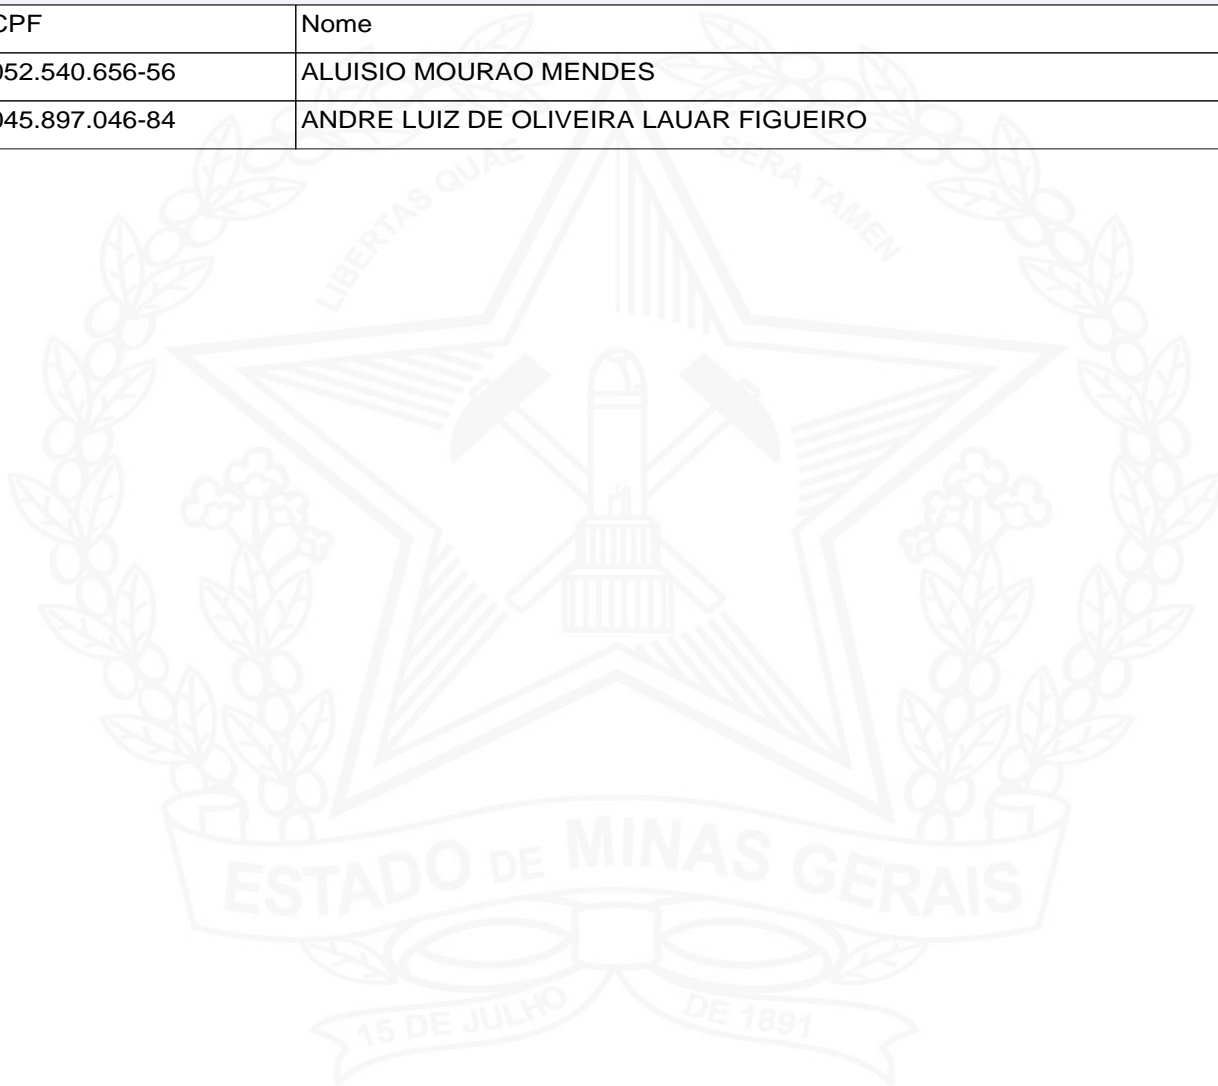 CPF Nome
052.540.656-56 ALUISIO MOURAO MENDES
045.897.046-84 ANDRE LUIZ DE OLIVEIRA LAUAR FIGUEIRO
LIBERTAS QUAE SERA TAMEN
ESTADO DE MINAS GERAIS
15 DE JULHO DE 1891